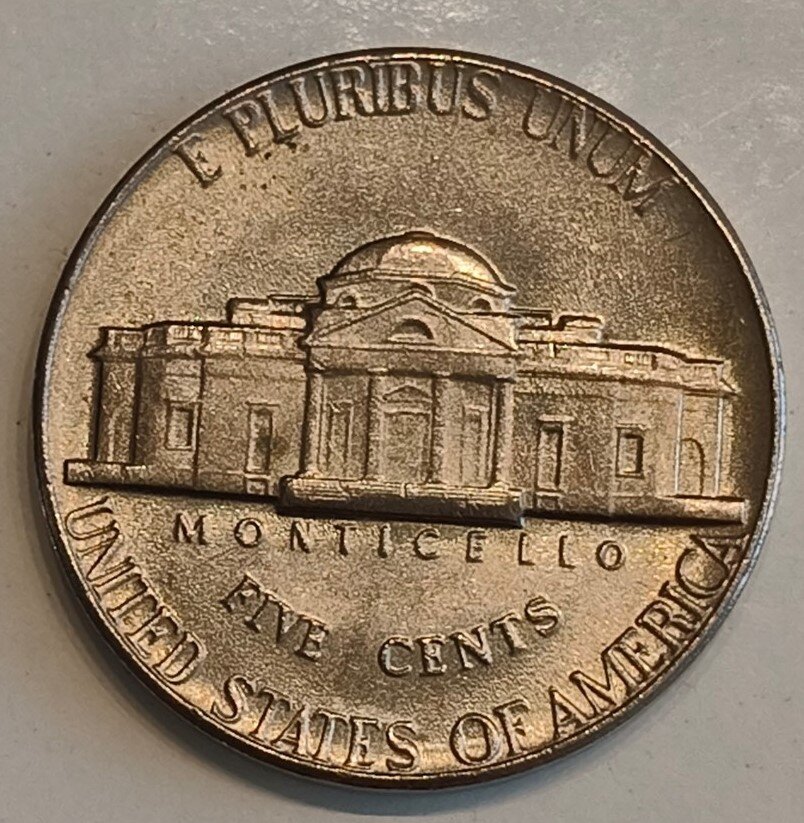 E PLURIBUS UNUM
MONTICELLO
FIVE CENTS
UNITED STATES OF AMERICA